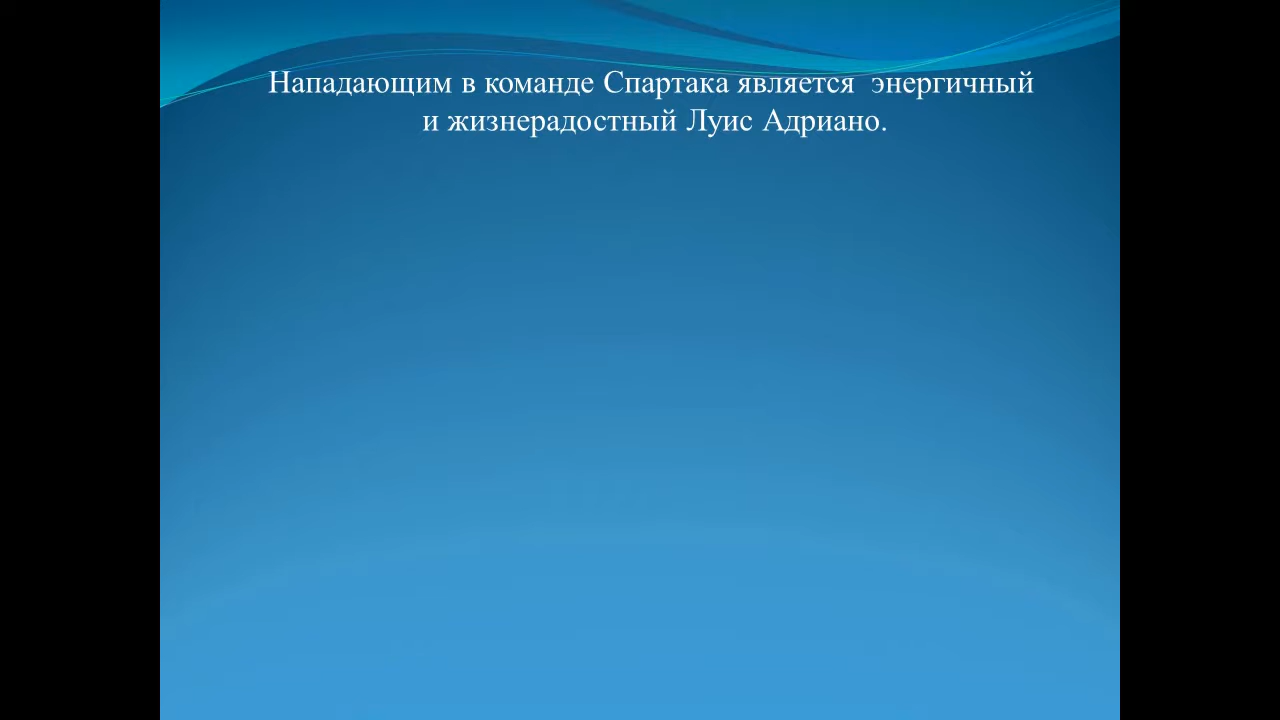 Нападающим в команде Спартака является  энергичный
и жизнерадостный Луис Адриано.